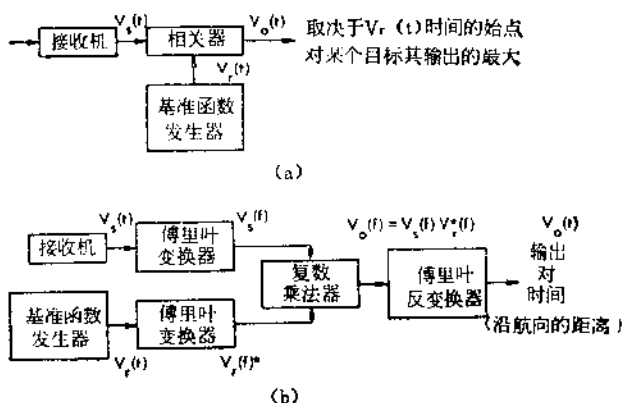 V_s(t)
V_o(t)
接收机
相关器
取决于Vr (t)时间的始点
对某个目标其输出的最大
V_r(t)
基准函数
发生器
(a)
V_s(t)
V_s(f)
V_o(f) = V_s(f) V_r*(f)
V_o(t)
接收机
傅里叶
变换器
复数
乘法器
傅里叶
反变换器
输出
对
时间
(沿航向的距离)
基准函数
发生器
傅里叶
变换器
V_r(t)
V_r(f)*
(b)